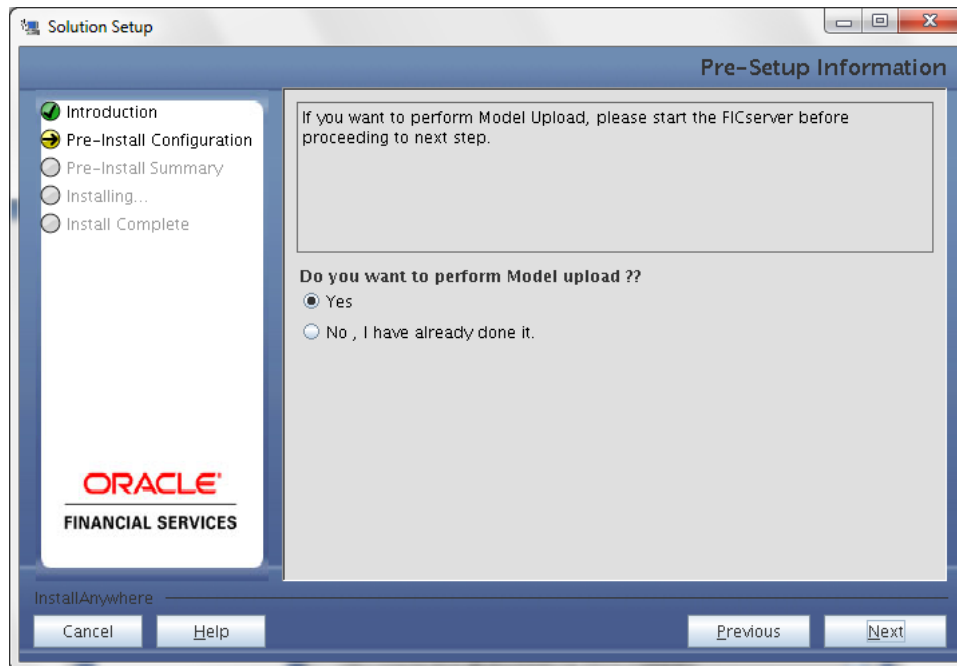 Solution Setup
Pre-Setup Information
Introduction
Pre-Install Configuration
Pre-Install Summary
Installing...
Install Complete
ORACLE
FINANCIAL SERVICES
If you want to perform Model Upload, please start the FICserver before
proceeding to next step.
Do you want to perform Model upload ??
Yes
No , I have already done it.
InstallAnywhere
Cancel
Help
Previous
Next